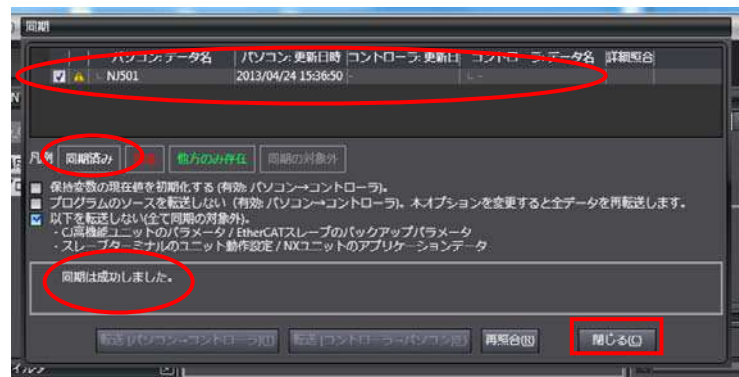 同期
パソコン: データ名 パソコン: 更新日時 コントローラ: 更新日 コントローラ: データ名 詳細照合
NJ501 2013/04/24 15:36:50 - -
凡例 同期済み 他方のみ存在 同期の対象外
保持変数の現在値を初期化する (有効: パソコン→コントローラ)。
プログラムのソースを転送しない (有効: パソコン→コントローラ)。本オプションを変更すると全データを再転送します。
以下を転送しない(全て同期の対象外)。
・CJ高機能ユニットのパラメータ / EtherCATスレーブのバックアップパラメータ
・スレーブターミナルのユニット動作設定 / NXユニットのアプリケーションデータ
同期は成功しました。
転送 [パソコン→コントローラ](T) 転送 [コントローラ→パソコン](E) 再照合(R) 閉じる(C)